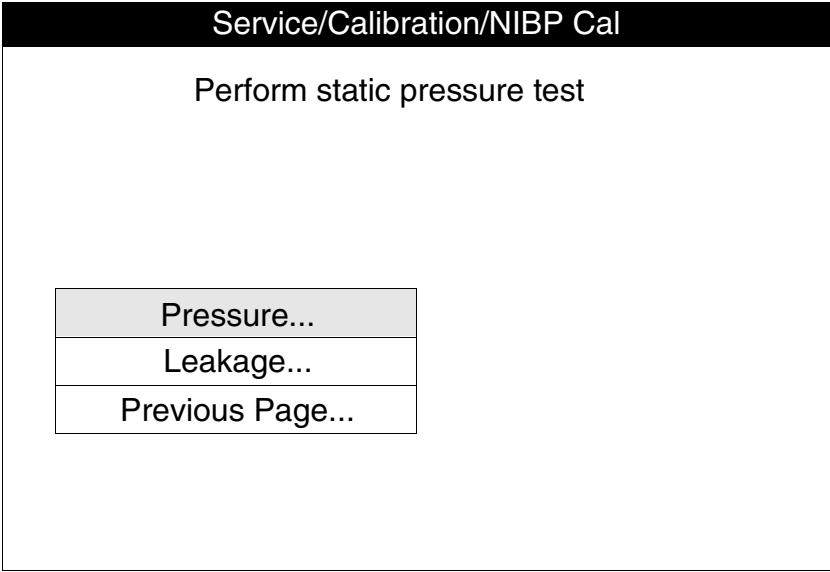 Service/Calibration/NIBP Cal
Perform static pressure test
Pressure...
Leakage...
Previous Page...